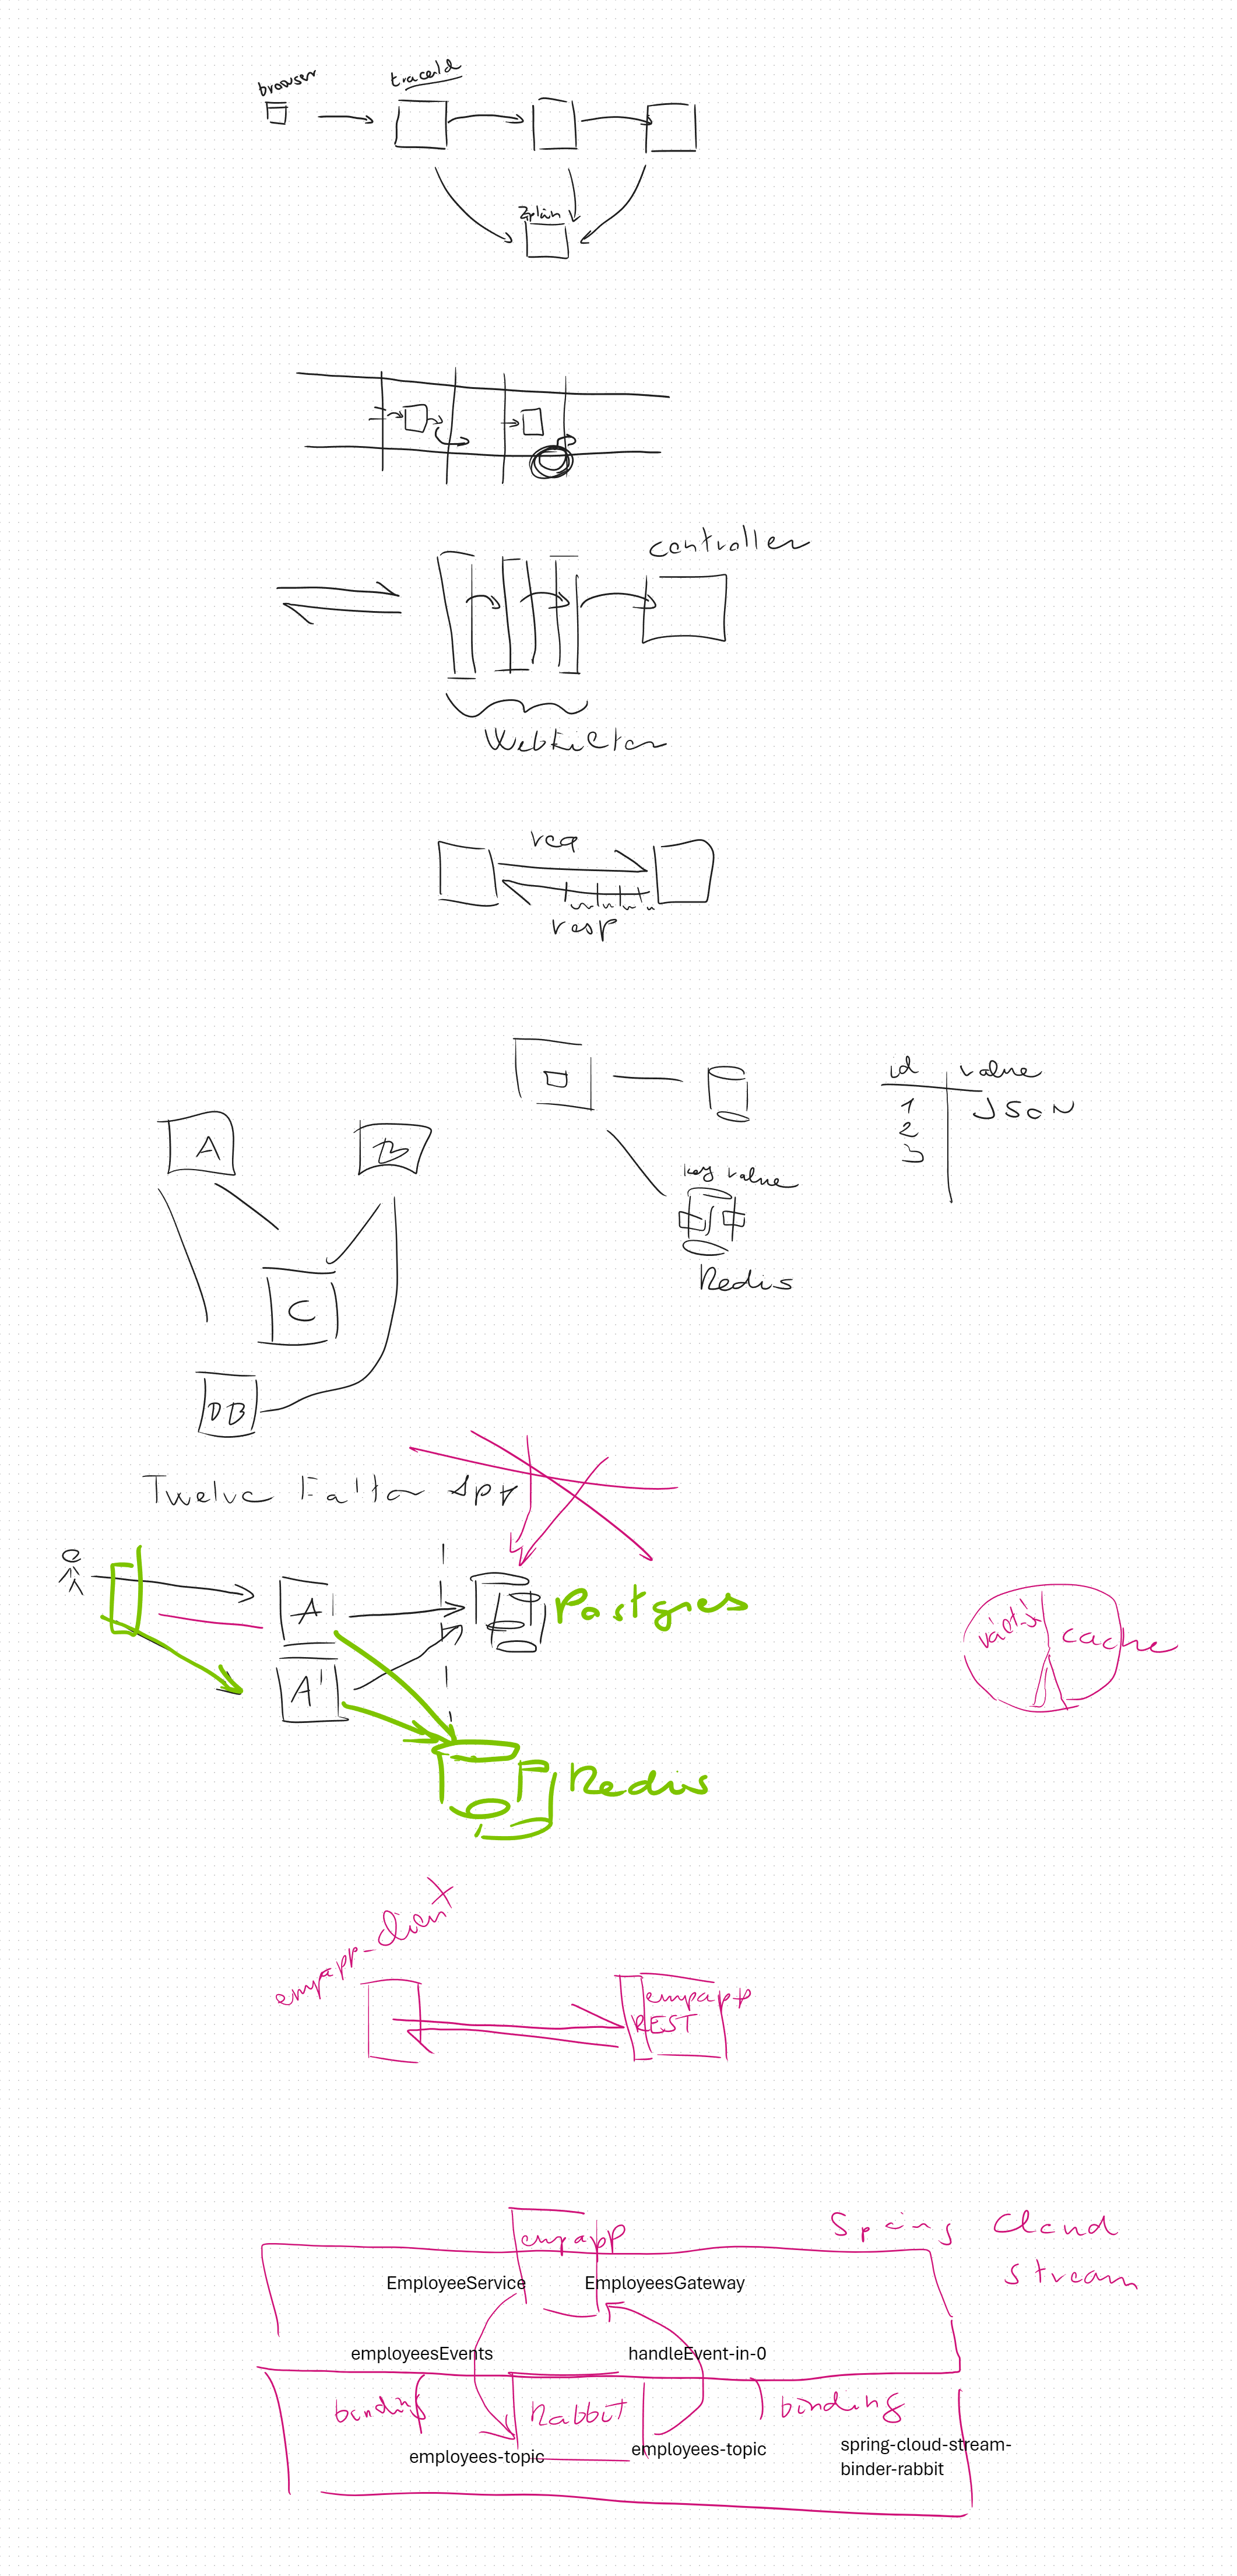 browser
traceId
Zipkin
controller
WebFilter
req
resp
id value
1 JSON
2
3
A
B
key value
Redis
C
DB
Twelve Factor App
A
Postgres
A'
cache
Redis
empapp-client
empapp
REST
empapp
Spring Cloud
Stream
EmployeeService
EmployeesGateway
employeesEvents
handleEvent-in-0
binding
Rabbit
binding
employees-topic
employees-topic
spring-cloud-stream-
binder-rabbit